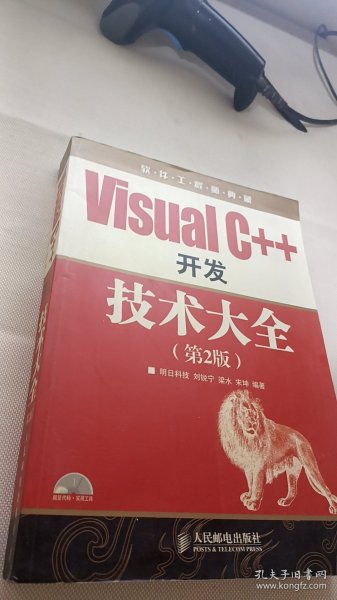 软·件·工·程·师·典·藏
Visual C++
开发
技术大全
（第2版）
■ 明日科技 刘锐宁 梁水 宋坤 编著
人民邮电出版社
POSTS & TELECOM PRESS
孔夫子旧书网